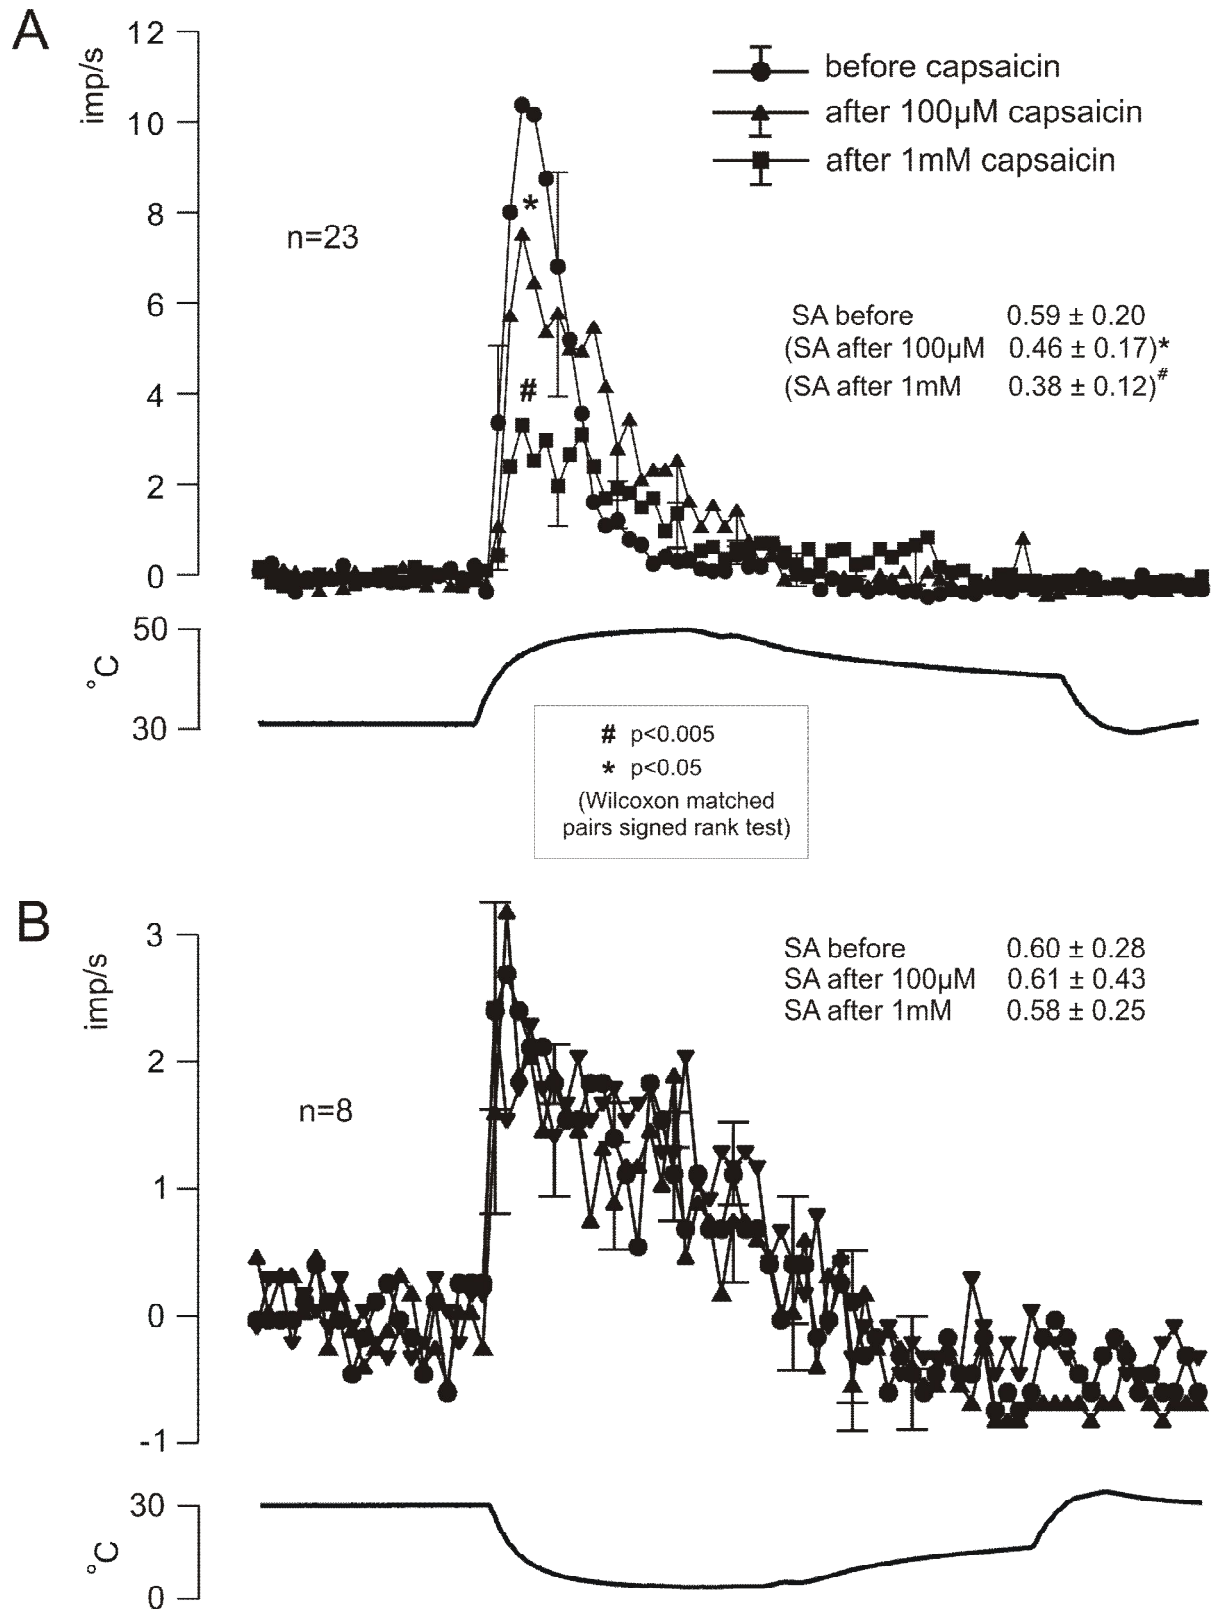 A
imp/s
12
10
8
6
4
2
0
before capsaicin
after 100µM capsaicin
after 1mM capsaicin
*
n=23
#
SA before 0.59 ± 0.20
(SA after 100µM 0.46 ± 0.17)*
(SA after 1mM 0.38 ± 0.12)#
°C
50
30
# p<0.005
* p<0.05
(Wilcoxon matched
pairs signed rank test)
B
imp/s
3
2
1
0
-1
SA before 0.60 ± 0.28
SA after 100µM 0.61 ± 0.43
SA after 1mM 0.58 ± 0.25
n=8
°C
30
0